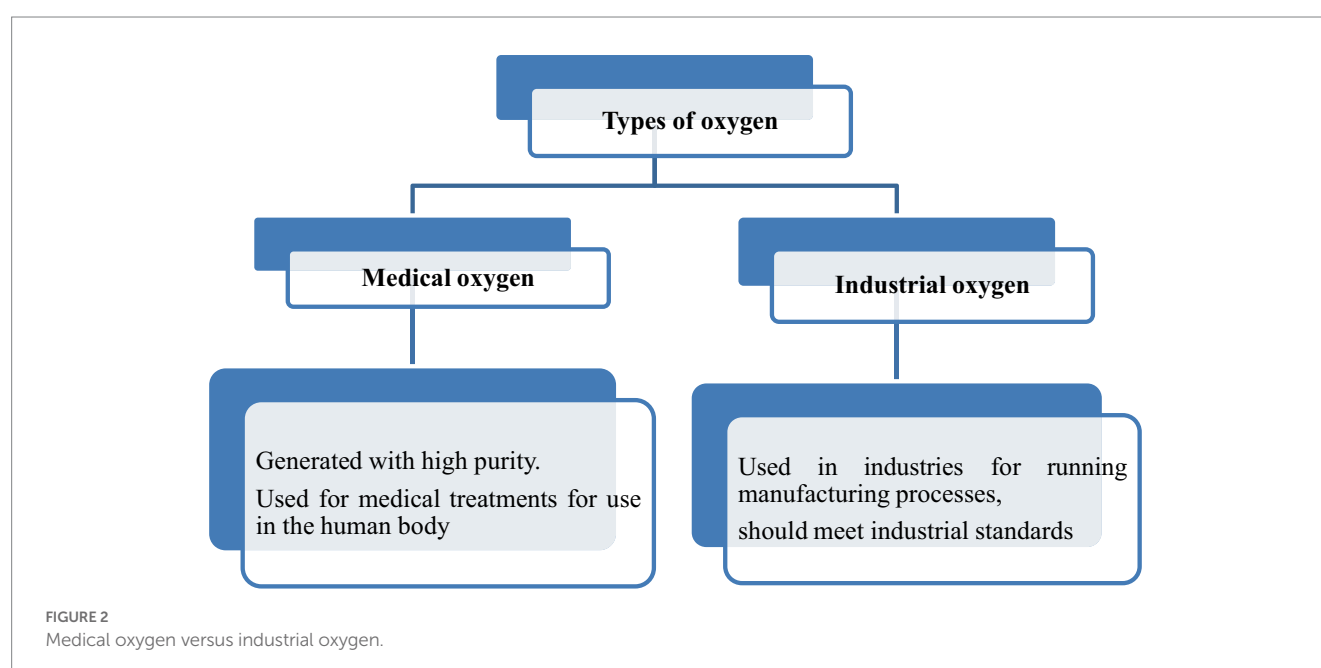 Types of oxygen
Medical oxygen
Industrial oxygen
Generated with high purity.
Used for medical treatments for use
in the human body
Used in industries for running
manufacturing processes,
should meet industrial standards
FIGURE 2
Medical oxygen versus industrial oxygen.